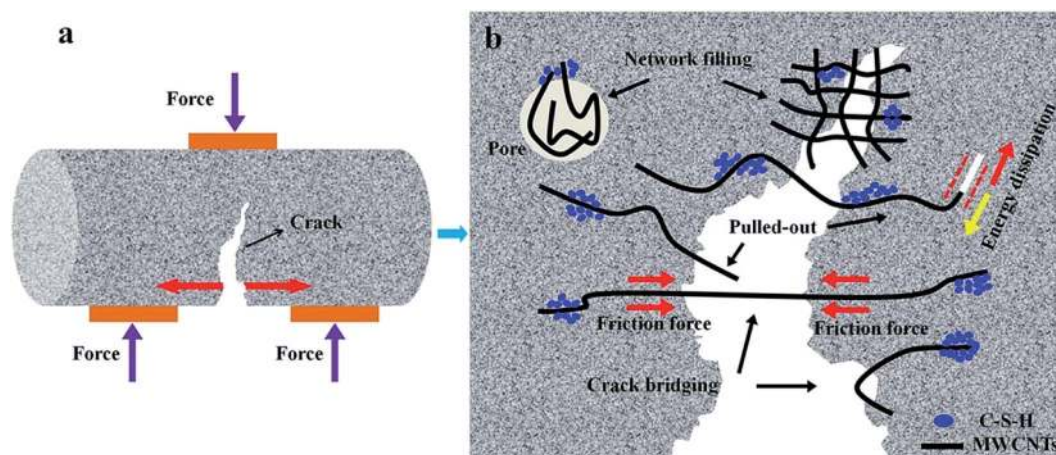 a
Force
Crack
Force
Force
b
Network filling
Pore
Energy dissipation
Pulled-out
Friction force
Friction force
Crack bridging
C-S-H
MWCNTs